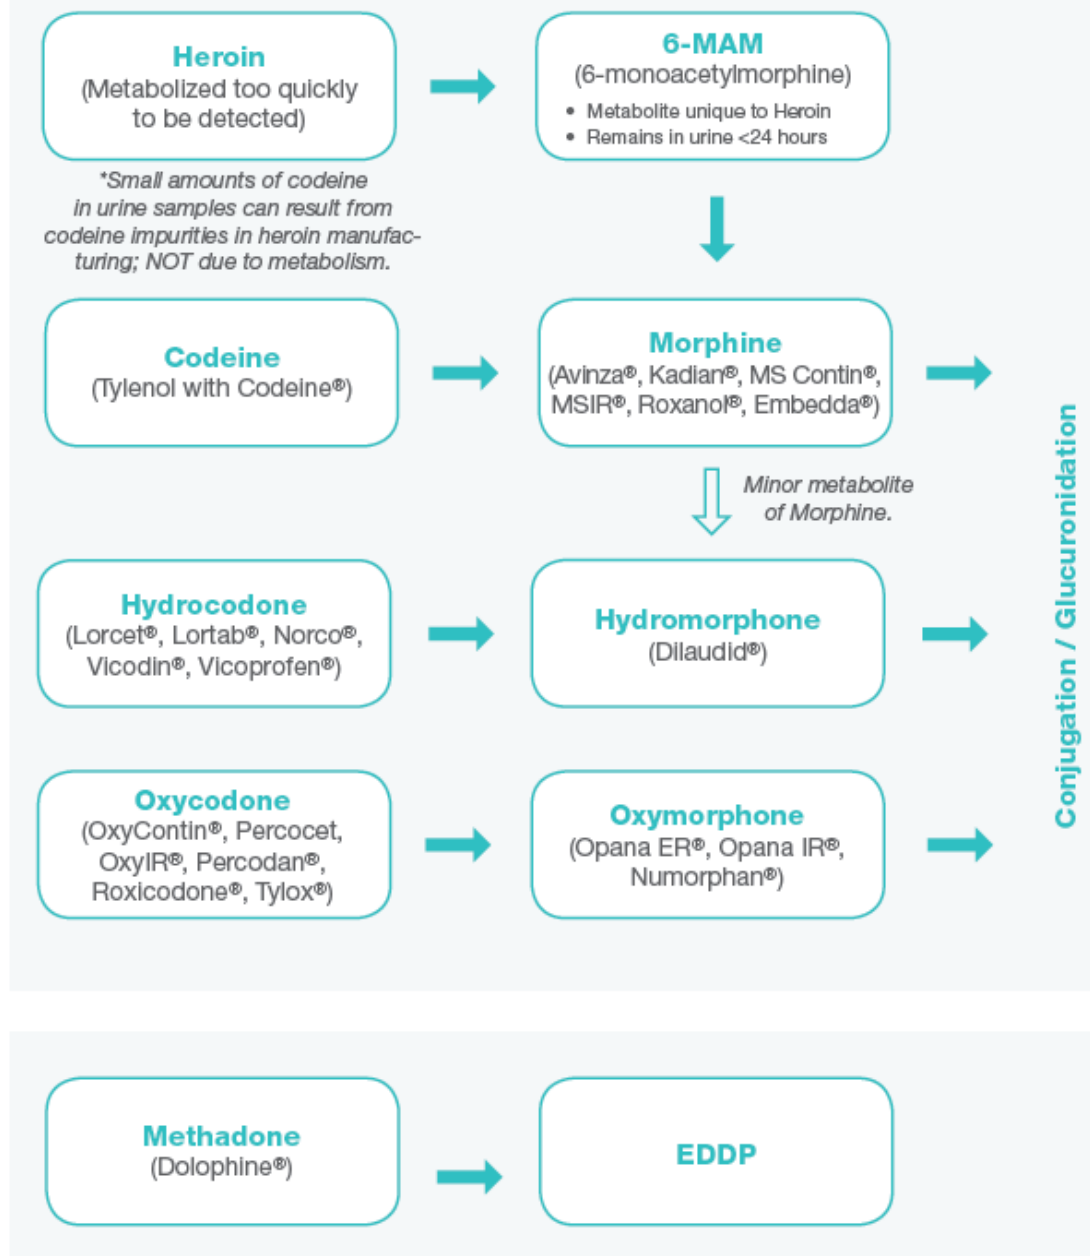 Heroin
(Metabolized too quickly
to be detected)
6-MAM
(6-monoacetylmorphine)
• Metabolite unique to Heroin
• Remains in urine <24 hours
*Small amounts of codeine
in urine samples can result from
codeine impurities in heroin manufac-
turing; NOT due to metabolism.
Codeine
(Tylenol with Codeine®)
Morphine
(Avinza®, Kadian®, MS Contin®,
MSIR®, Roxanol®, Embedda®)
Minor metabolite
of Morphine.
Hydrocodone
(Lorcet®, Lortab®, Norco®,
Vicodin®, Vicoprofen®)
Hydromorphone
(Dilaudid®)
Oxycodone
(OxyContin®, Percocet,
OxyIR®, Percodan®,
Roxicodone®, Tylox®)
Oxymorphone
(Opana ER®, Opana IR®,
Numorphan®)
Conjugation / Glucuronidation
Methadone
(Dolophine®)
EDDP